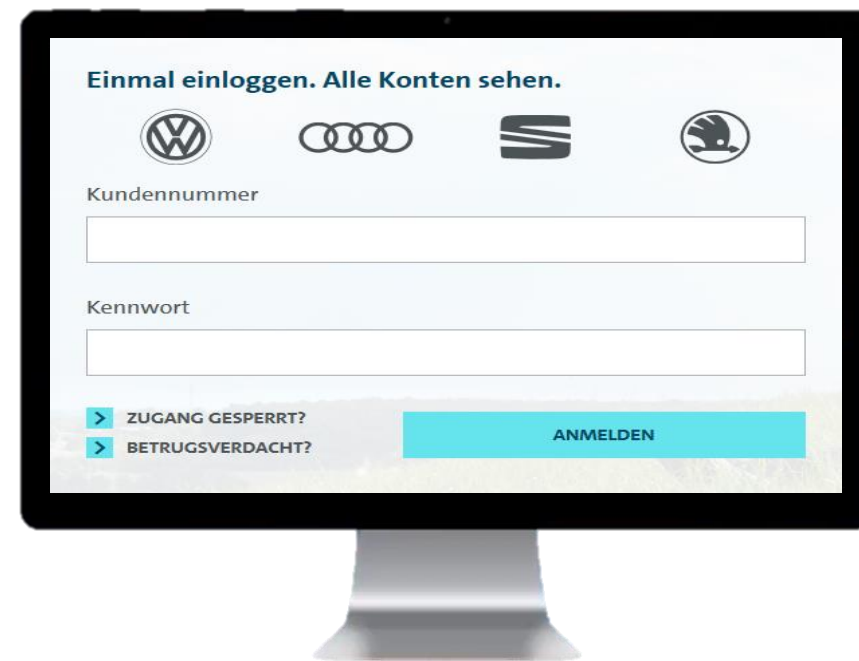 Einmal einloggen. Alle Konten sehen.
Kundennummer
Kennwort
ZUGANG GESPERRT?
BETRUGSVERDACHT?
ANMELDEN